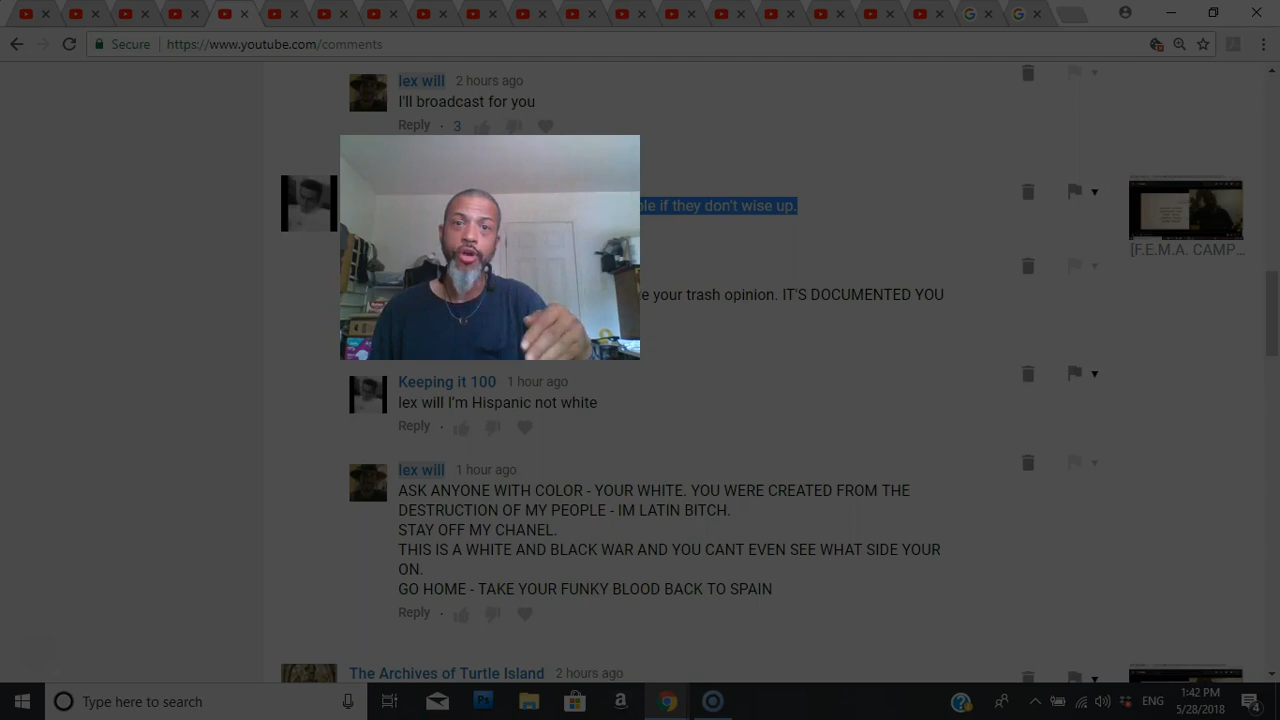 Secure https://www.youtube.com/comments
lex will 2 hours ago
I'll broadcast for you
Reply · 3
if they don't wise up.
[F.E.M.A. CAMP...
your trash opinion. IT'S DOCUMENTED YOU
Keeping it 100 1 hour ago
lex will I'm Hispanic not white
Reply ·
lex will 1 hour ago
ASK ANYONE WITH COLOR - YOUR WHITE. YOU WERE CREATED FROM THE
DESTRUCTION OF MY PEOPLE - IM LATIN BITCH.
STAY OFF MY CHANEL.
THIS IS A WHITE AND BLACK WAR AND YOU CANT EVEN SEE WHAT SIDE YOUR
ON.
GO HOME - TAKE YOUR FUNKY BLOOD BACK TO SPAIN
Reply ·
The Archives of Turtle Island 2 hours ago
Type here to search
ENG
1:42 PM
5/28/2018
4